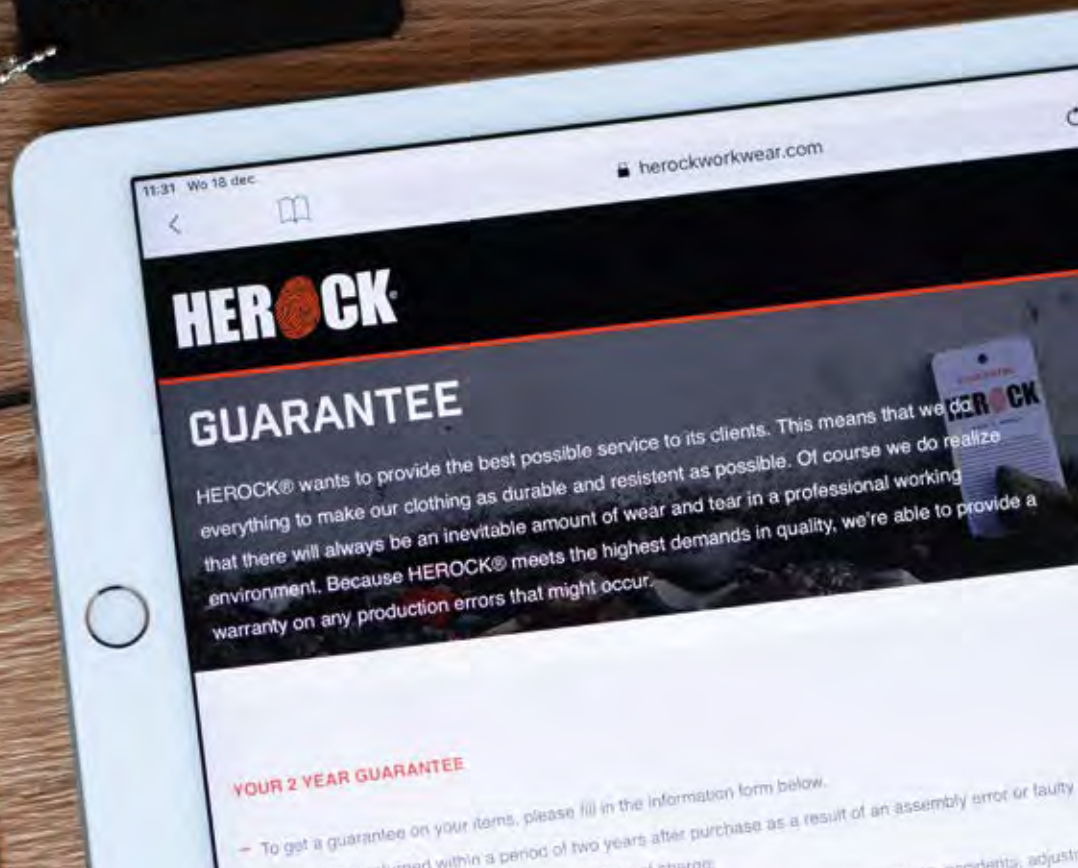 11:31 Wo 18 dec.
herockworkwear.com
HEROCK®
GUARANTEE
HEROCK® wants to provide the best possible service to its clients. This means that we do
everything to make our clothing as durable and resistent as possible. Of course we do realize
that there will always be an inevitable amount of wear and tear in a professional working
environment. Because HEROCK® meets the highest demands in quality, we're able to provide a
warranty on any production errors that might occur.
HEROCK
YOUR 2 YEAR GUARANTEE
– To get a guarantee on your items, please fill in the information form below.
within a period of two years after purchase as a result of an assembly error or faulty
of charge.